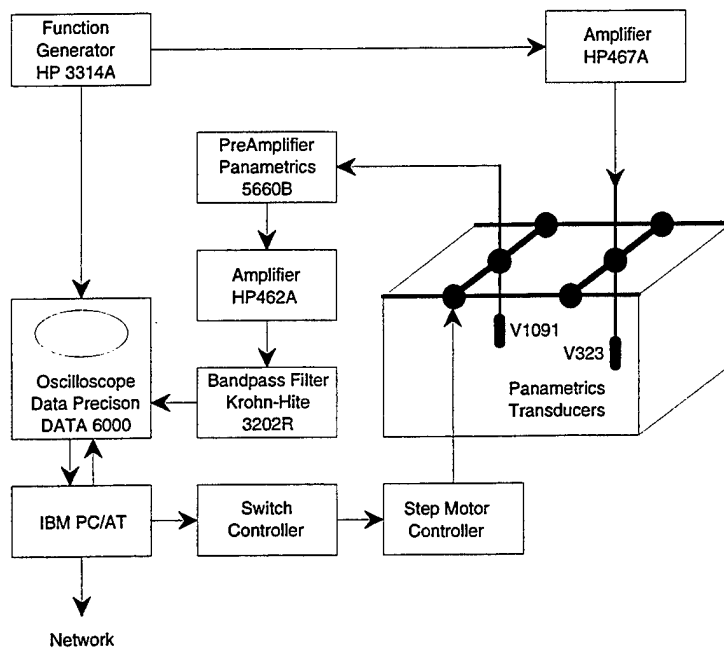 Function
Generator
HP 3314A
Amplifier
HP467A
PreAmplifier
Panametrics
5660B
Amplifier
HP462A
V1091
V323
Panametrics
Transducers
Oscilloscope
Data Precison
DATA 6000
Bandpass Filter
Krohn-Hite
3202R
IBM PC/AT
Switch
Controller
Step Motor
Controller
Network